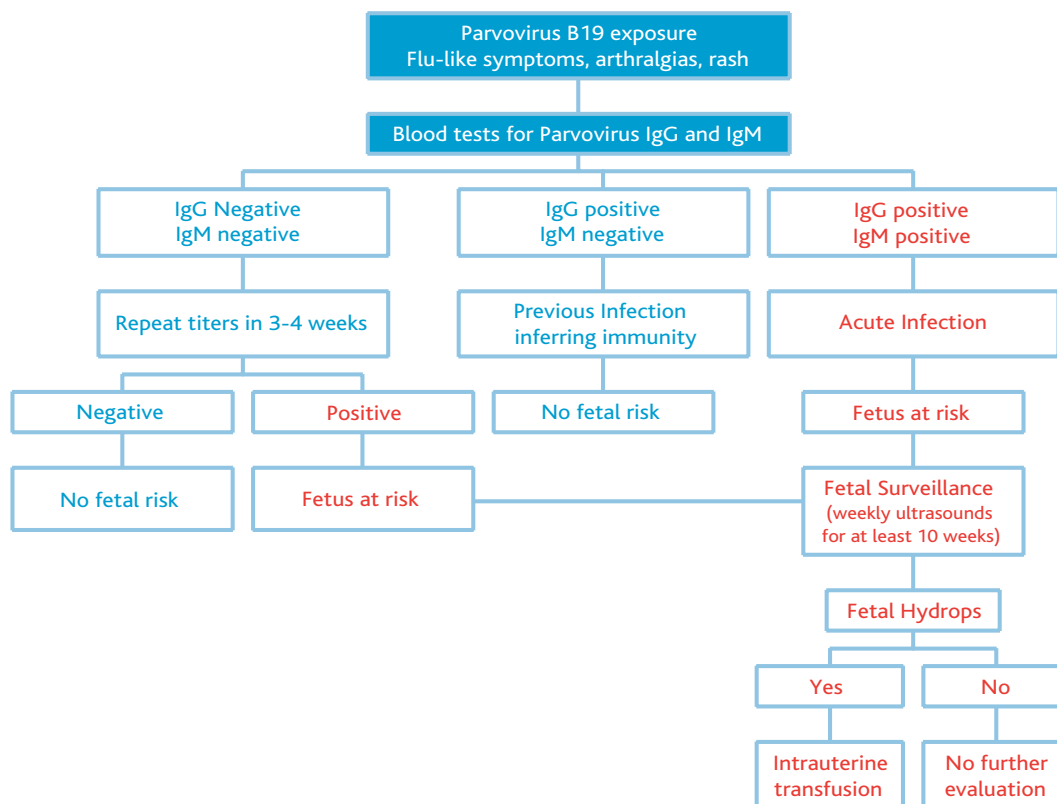 Parvovirus B19 exposure
Flu-like symptoms, arthralgias, rash
Blood tests for Parvovirus IgG and IgM
IgG Negative
IgM negative
IgG positive
IgM negative
IgG positive
IgM positive
Repeat titers in 3-4 weeks
Previous Infection
inferring immunity
Acute Infection
Negative
Positive
No fetal risk
Fetus at risk
No fetal risk
Fetus at risk
Fetal Surveillance
(weekly ultrasounds
for at least 10 weeks)
Fetal Hydrops
Yes
No
Intrauterine
transfusion
No further
evaluation